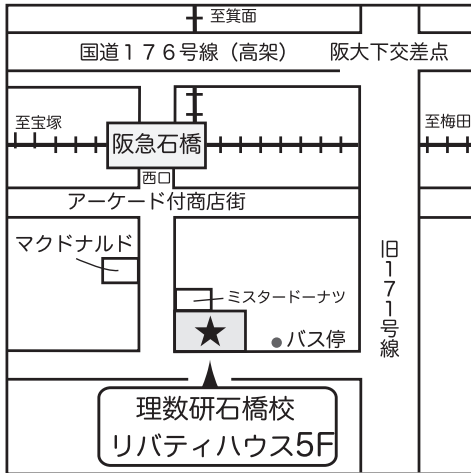 至箕面
国道１７６号線（高架）
阪大下交差点
至宝塚
阪急石橋
至梅田
西口
アーケード付商店街
マクドナルド
旧171号線
ミスタードーナツ
バス停
理数研石橋校
リバティハウス5F